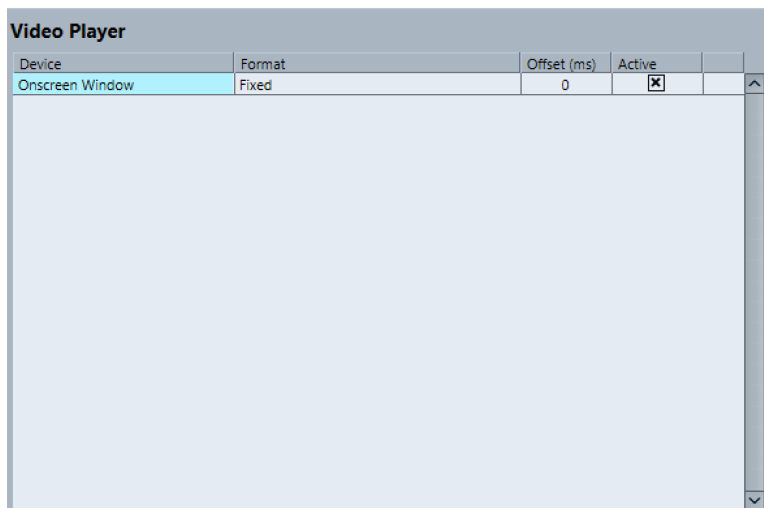 Video Player
Device Format Offset (ms) Active
Onscreen Window Fixed 0